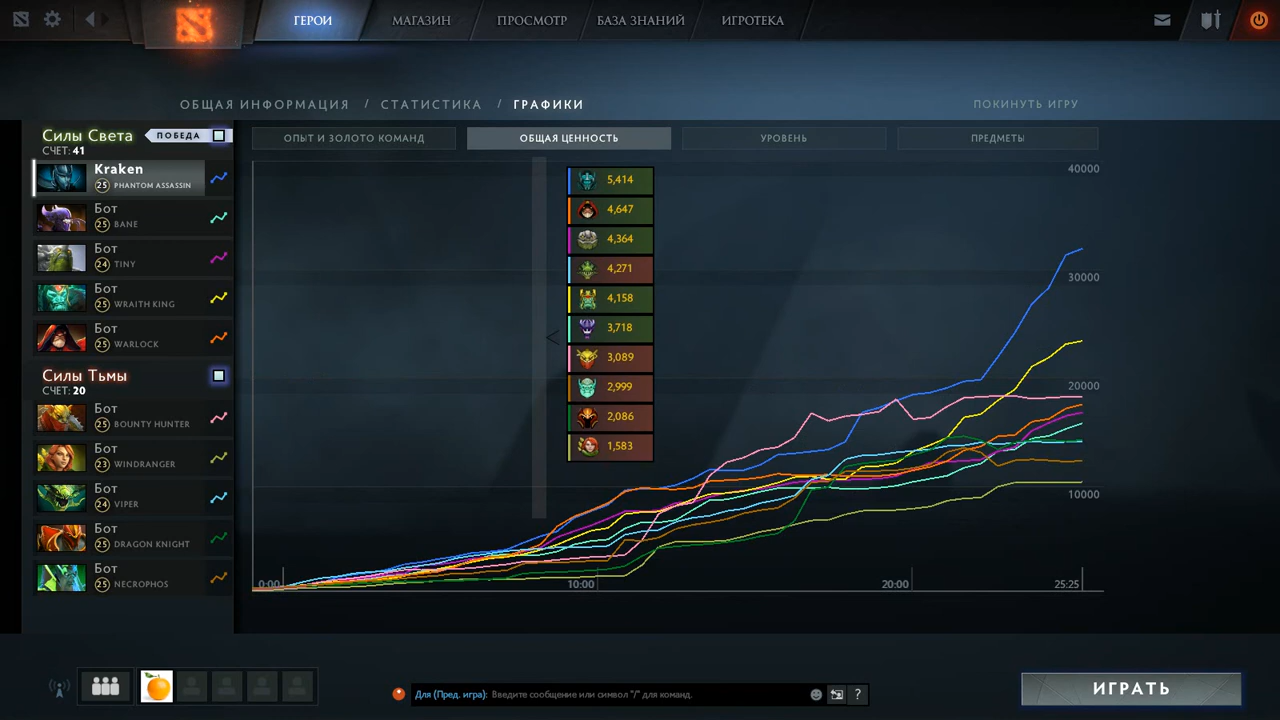 ГЕРОИ
МАГАЗИН
ПРОСМОТР
БАЗА ЗНАНИЙ
ИГРОТЕКА
ОБЩАЯ ИНФОРМАЦИЯ / СТАТИСТИКА / ГРАФИКИ
ПОКИНУТЬ ИГРУ
Силы Света
ПОБЕДА
СЧЕТ: 41
Kraken
25 PHANTOM ASSASSIN
Бот
25 BANE
Бот
24 TINY
Бот
25 WRAITH KING
Бот
25 WARLOCK
Силы Тьмы
СЧЕТ: 20
Бот
25 BOUNTY HUNTER
Бот
23 WINDRANGER
Бот
24 VIPER
Бот
25 DRAGON KNIGHT
Бот
25 NECROPHOS
ОПЫТ И ЗОЛОТО КОМАНД
ОБЩАЯ ЦЕННОСТЬ
УРОВЕНЬ
ПРЕДМЕТЫ
5,414
4,647
4,364
4,271
4,158
3,718
3,089
2,999
2,086
1,583
40000
30000
20000
10000
0:00
10:00
20:00
25:25
Для (Пред. игра): Введите сообщение или символ "/" для команд.
?
ИГРАТЬ